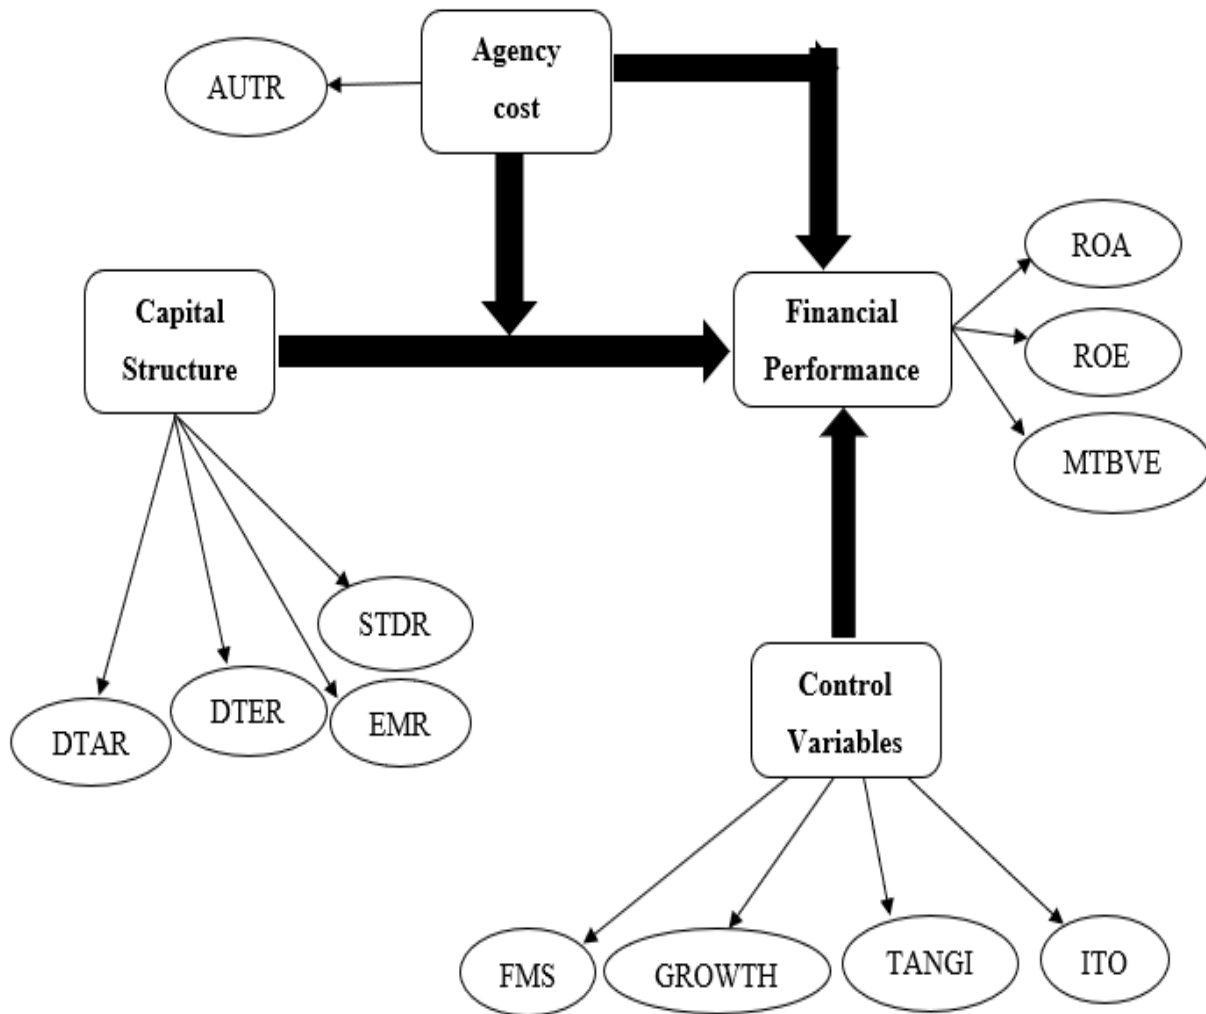 Agency
cost
AUTR
Capital
Structure
Financial
Performance
ROA
ROE
MTBVE
STDR
DTER
EMR
DTAR
Control
Variables
FMS
GROWTH
TANGI
ITO